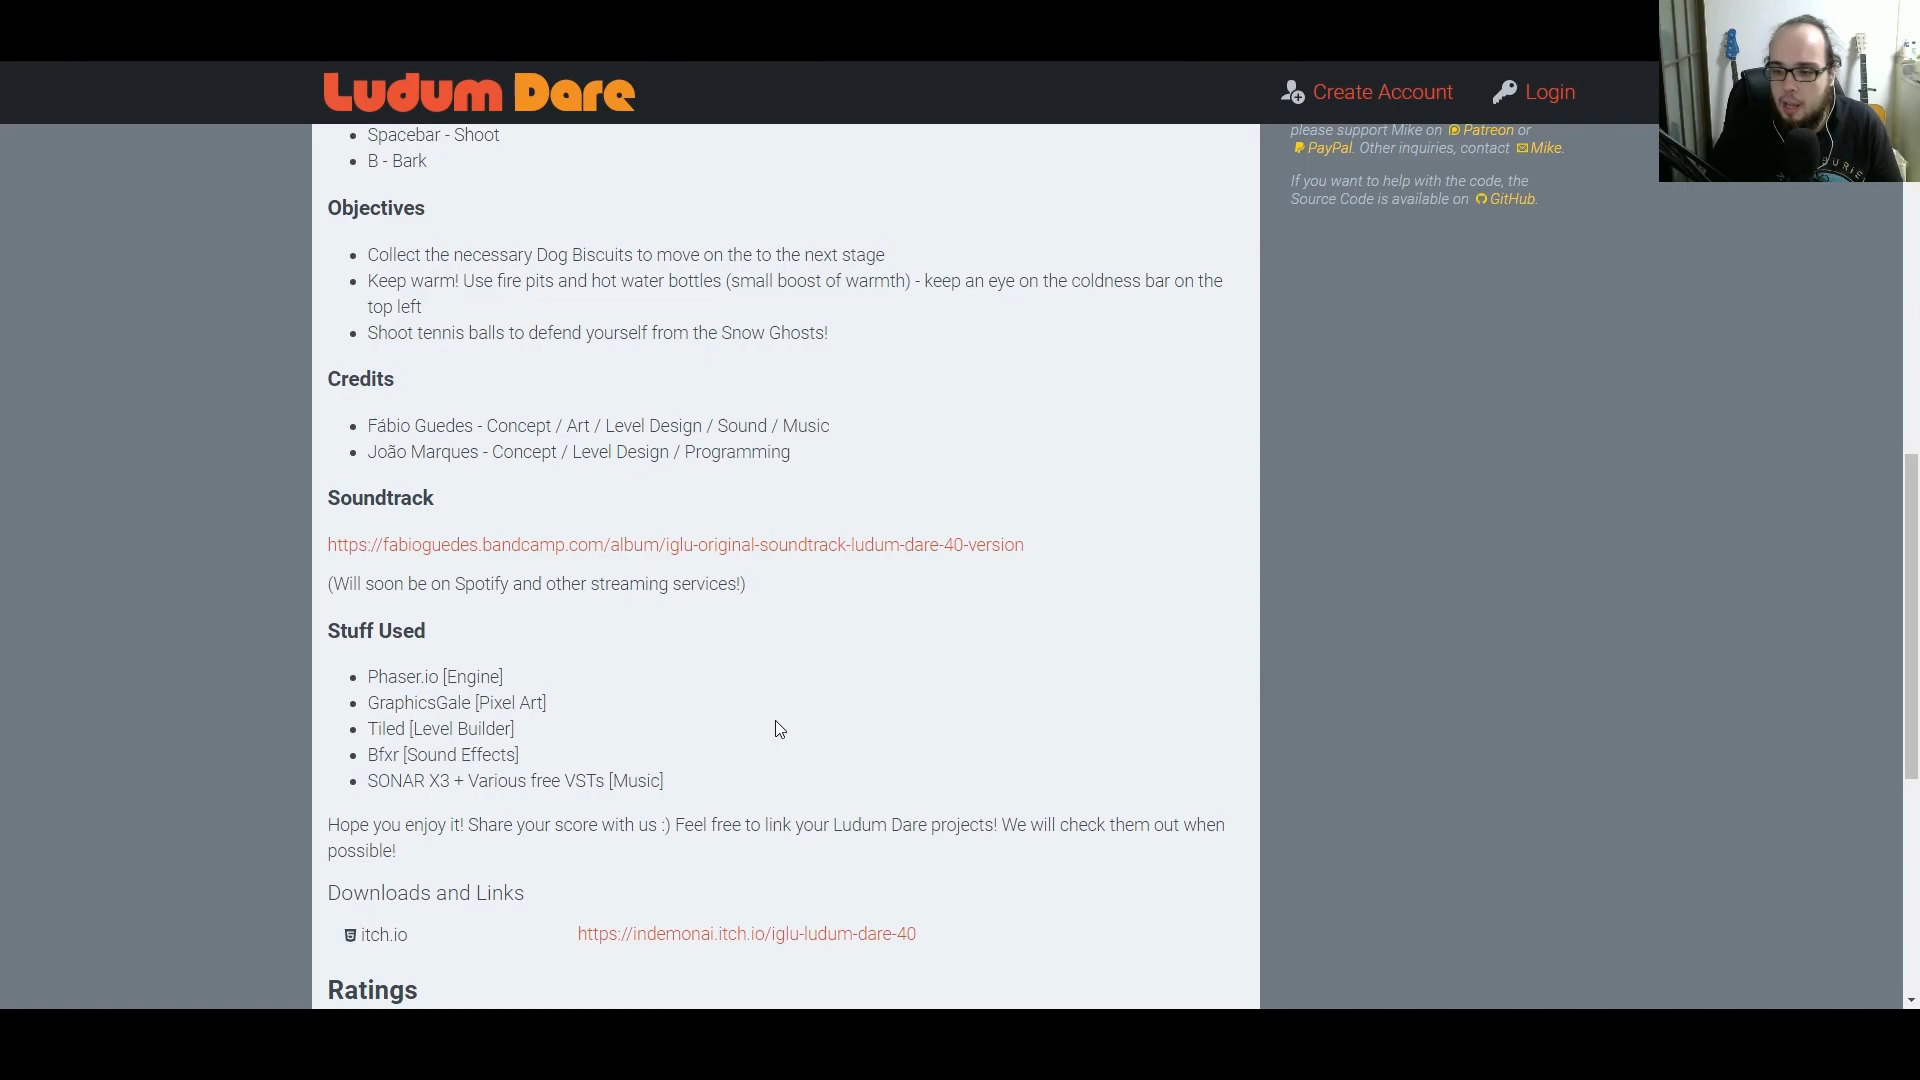 Ludum Dare
Create Account
Login
Spacebar - Shoot
B - Bark
Objectives
Collect the necessary Dog Biscuits to move on the to the next stage
Keep warm! Use fire pits and hot water bottles (small boost of warmth) - keep an eye on the coldness bar on the
top left
Shoot tennis balls to defend yourself from the Snow Ghosts!
Credits
Fábio Guedes - Concept / Art / Level Design / Sound / Music
João Marques - Concept / Level Design / Programming
Soundtrack
https://fabioguedes.bandcamp.com/album/iglu-original-soundtrack-ludum-dare-40-version
(Will soon be on Spotify and other streaming services!)
Stuff Used
Phaser.io [Engine]
GraphicsGale [Pixel Art]
Tiled [Level Builder]
Bfxr [Sound Effects]
SONAR X3 + Various free VSTs [Music]
Hope you enjoy it! Share your score with us :) Feel free to link your Ludum Dare projects! We will check them out when
possible!
Downloads and Links
itch.io
https://indemonai.itch.io/iglu-ludum-dare-40
Ratings
please support Mike on Patreon or
PayPal. Other inquiries, contact Mike.
If you want to help with the code, the
Source Code is available on GitHub.